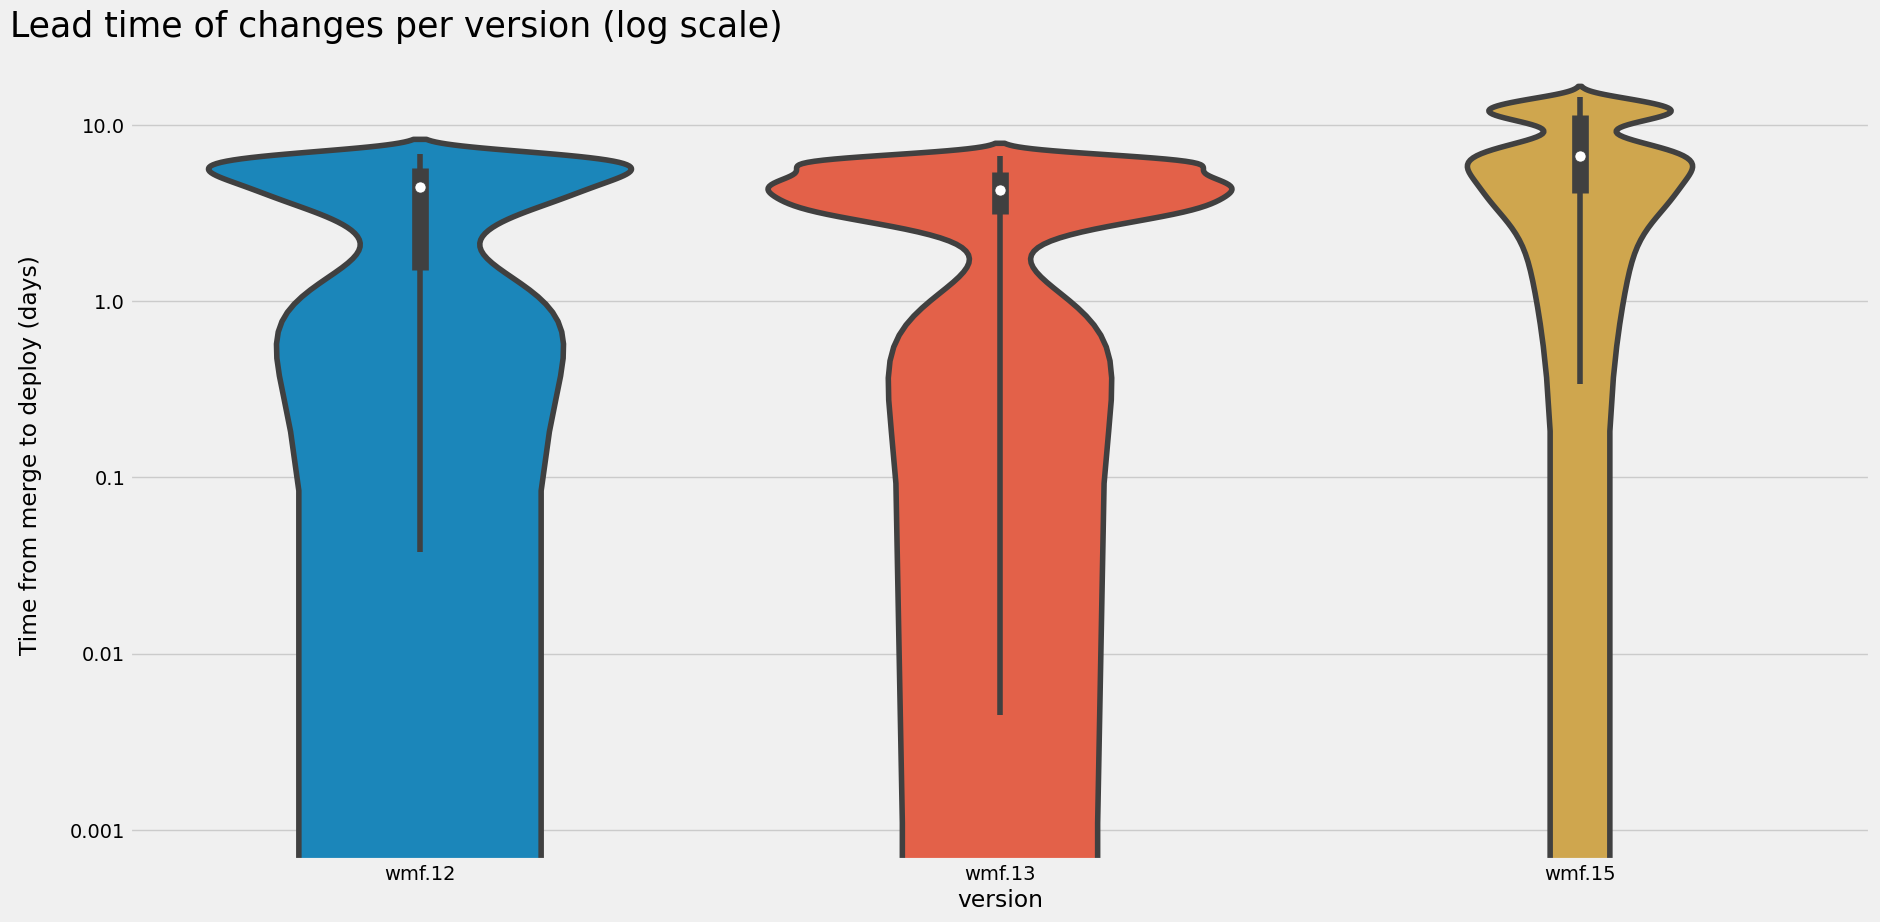 Lead time of changes per version (log scale)
Time from merge to deploy (days)
10.0
1.0
0.1
0.01
0.001
wmf.12 wmf.13 wmf.15
version